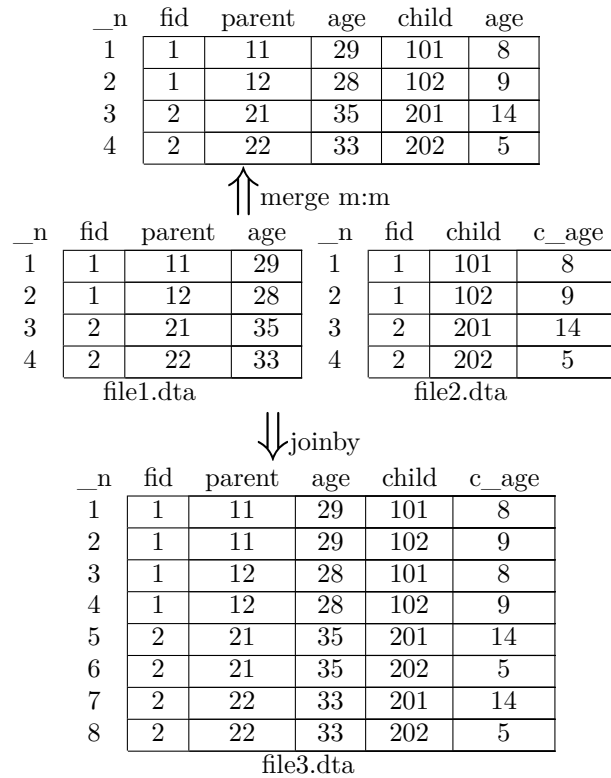 _n fid parent age child age
1 1 11 29 101 8
2 1 12 28 102 9
3 2 21 35 201 14
4 2 22 33 202 5
merge m:m
_n fid parent age _n fid child c_age
1 1 11 29 1 1 101 8
2 1 12 28 2 1 102 9
3 2 21 35 3 2 201 14
4 2 22 33 4 2 202 5
file1.dta file2.dta
joinby
_n fid parent age child c_age
1 1 11 29 101 8
2 1 11 29 102 9
3 1 12 28 101 8
4 1 12 28 102 9
5 2 21 35 201 14
6 2 21 35 202 5
7 2 22 33 201 14
8 2 22 33 202 5
file3.dta